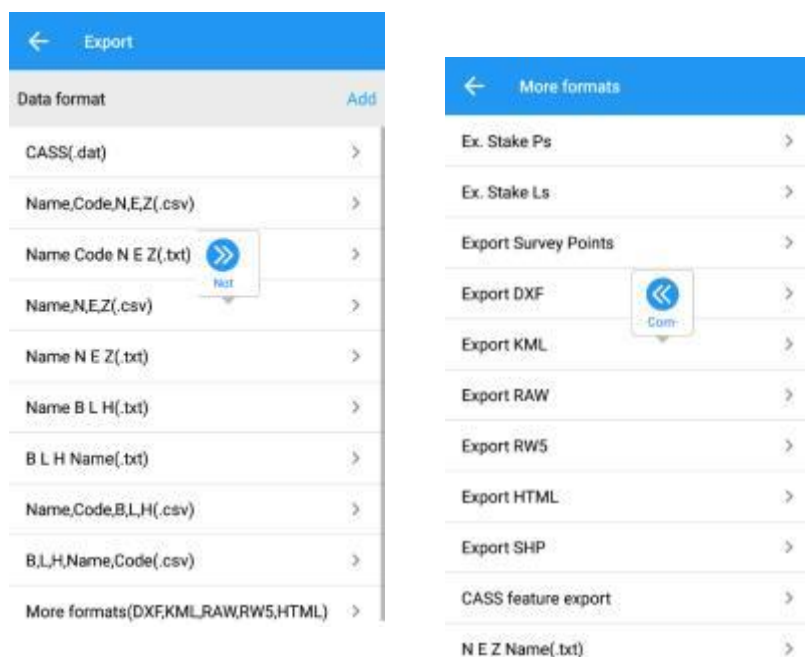 Export
Data format Add
CASS(.dat)
Name,Code,N,E,Z(.csv)
Name Code N E Z(.txt)
Not
Name,N,E,Z(.csv)
Name N E Z(.txt)
Name B L H(.txt)
B L H Name(.txt)
Name,Code,B,L,H(.csv)
B,L,H,Name,Code(.csv)
More formats(DXF,KML,RAW,RW5,HTML)
More formats
Ex. Stake Ps
Ex. Stake Ls
Export Survey Points
Export DXF
Com-
Export KML
Export RAW
Export RW5
Export HTML
Export SHP
CASS feature export
N E Z Name(.txt)